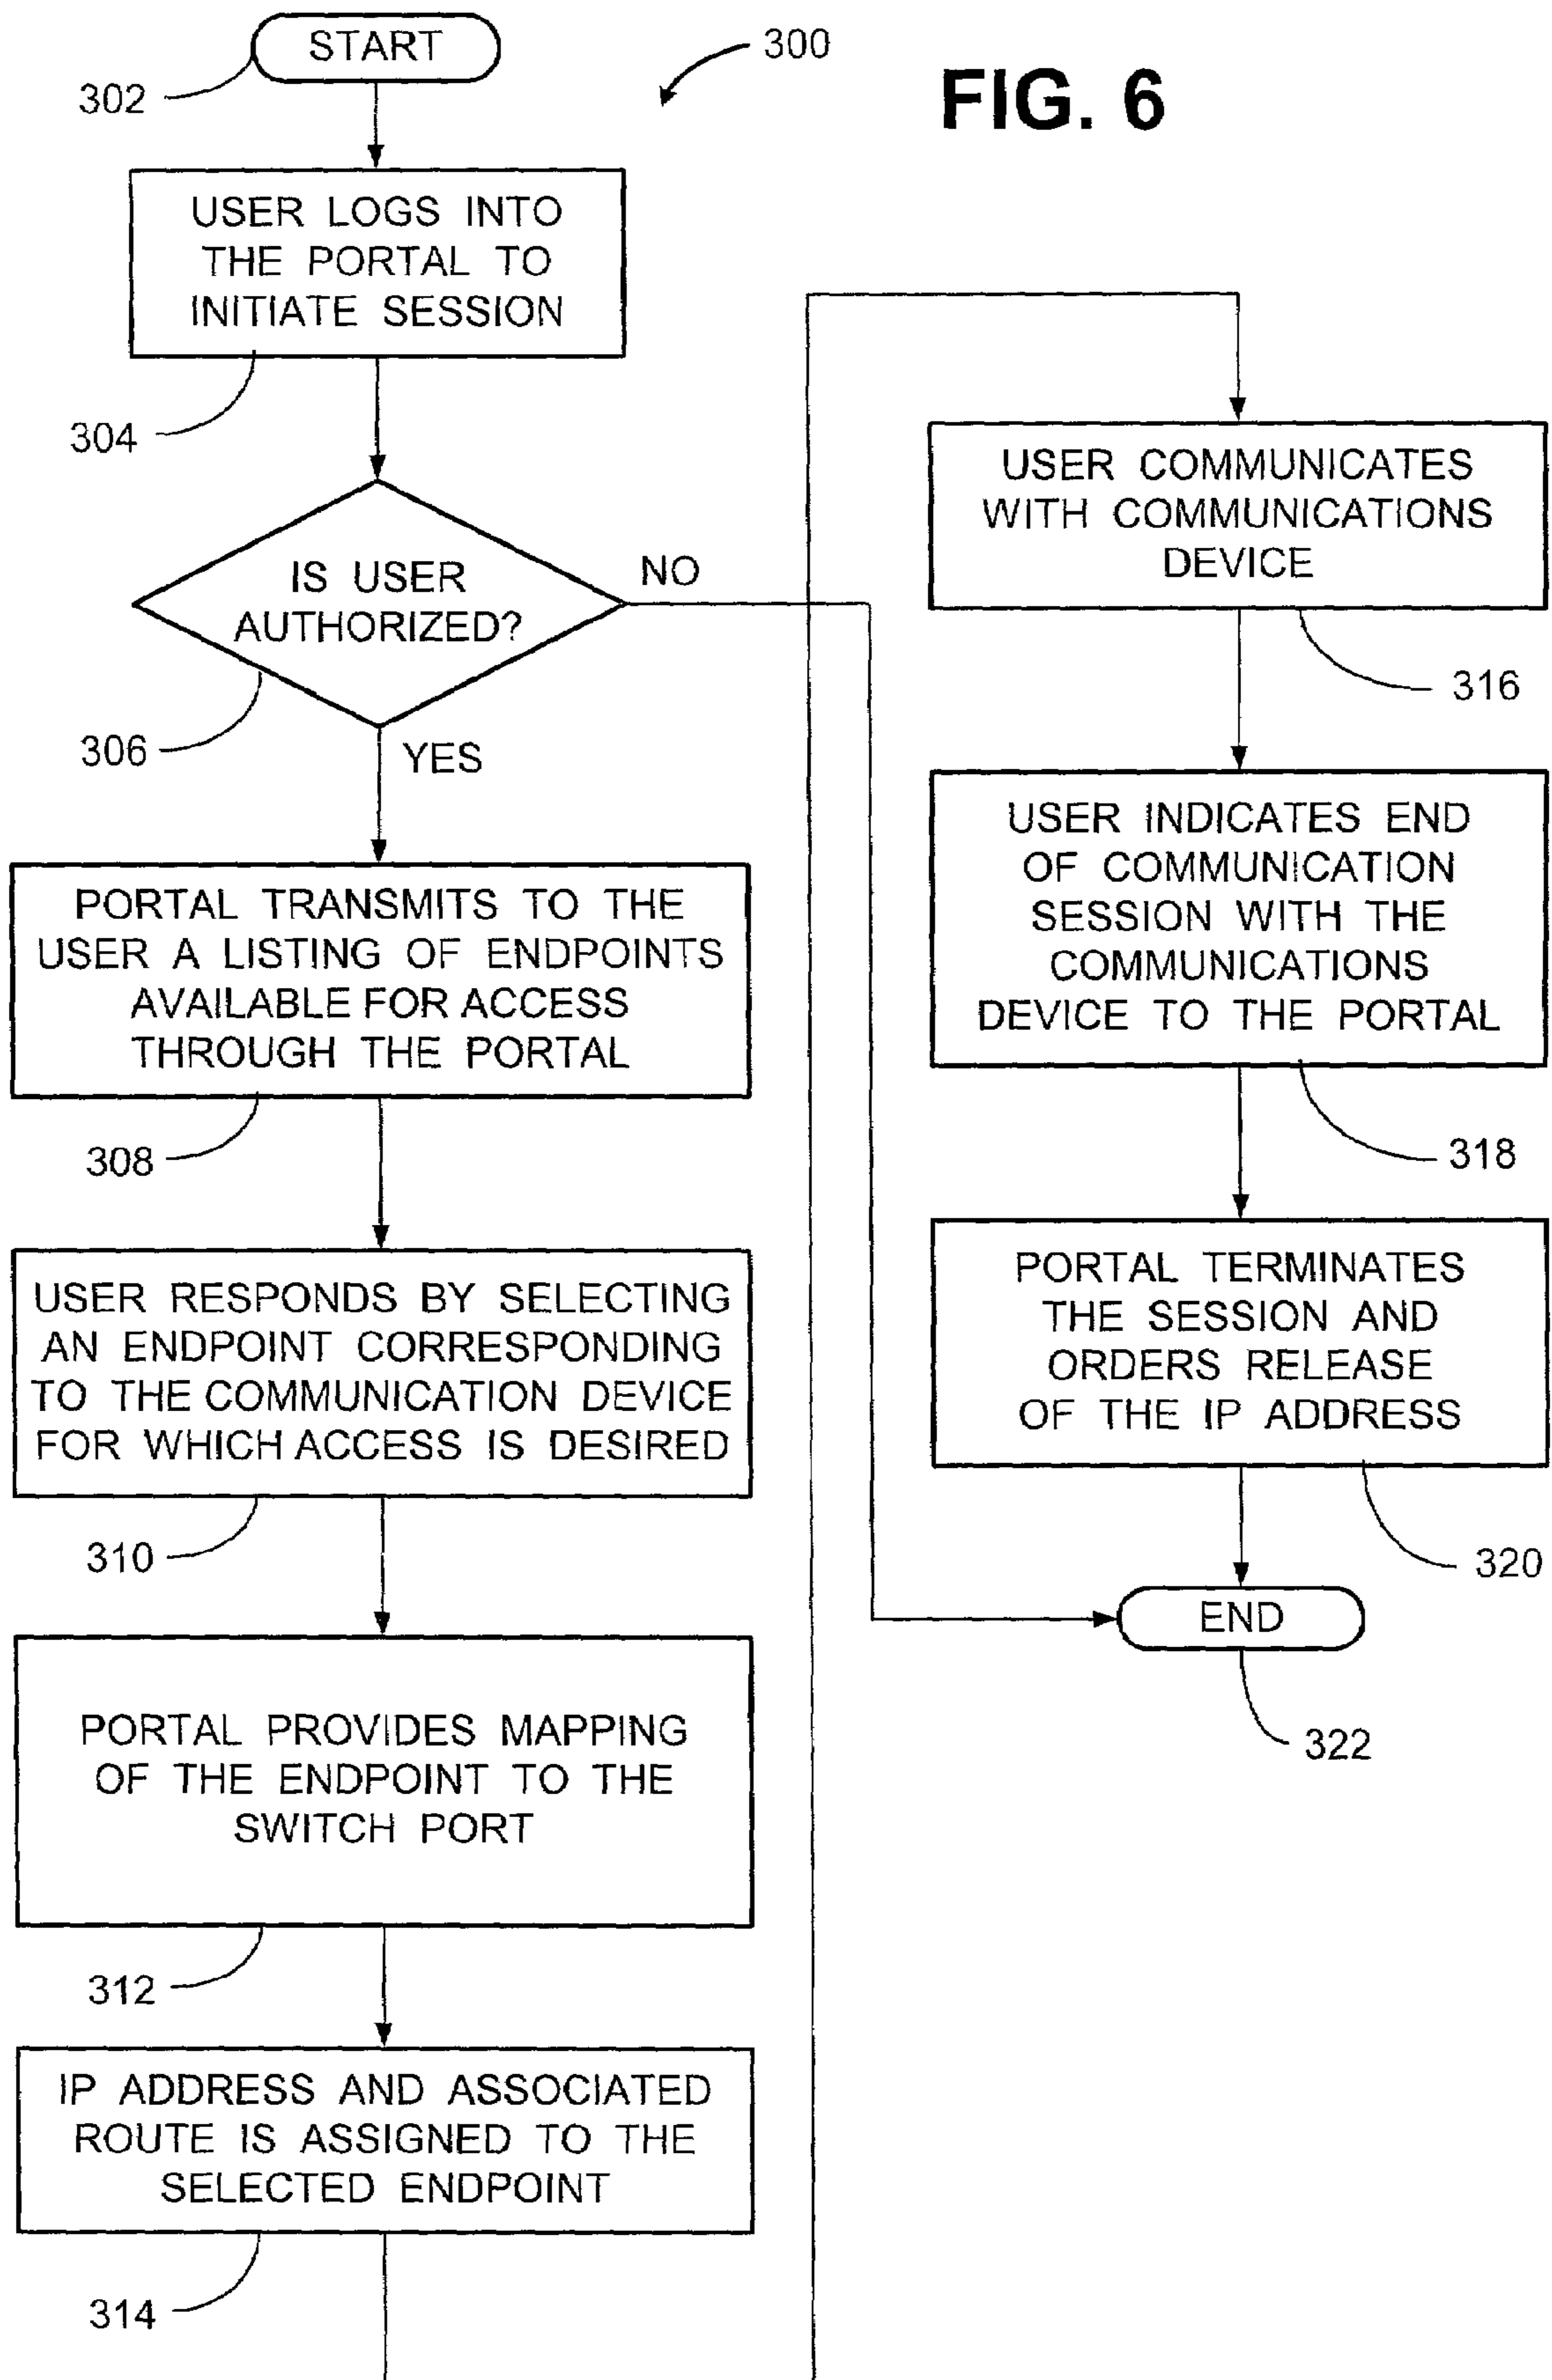 START
300
FIG. 6
302
USER LOGS INTO
THE PORTAL TO
INITIATE SESSION
304
IS USER
AUTHORIZED?
NO
306
YES
PORTAL TRANSMITS TO THE
USER A LISTING OF ENDPOINTS
AVAILABLE FOR ACCESS
THROUGH THE PORTAL
308
USER RESPONDS BY SELECTING
AN ENDPOINT CORRESPONDING
TO THE COMMUNICATION DEVICE
FOR WHICH ACCESS IS DESIRED
310
PORTAL PROVIDES MAPPING
OF THE ENDPOINT TO THE
SWITCH PORT
312
IP ADDRESS AND ASSOCIATED
ROUTE IS ASSIGNED TO THE
SELECTED ENDPOINT
314
USER COMMUNICATES
WITH COMMUNICATIONS
DEVICE
316
USER INDICATES END
OF COMMUNICATION
SESSION WITH THE
COMMUNICATIONS
DEVICE TO THE PORTAL
318
PORTAL TERMINATES
THE SESSION AND
ORDERS RELEASE
OF THE IP ADDRESS
320
END
322